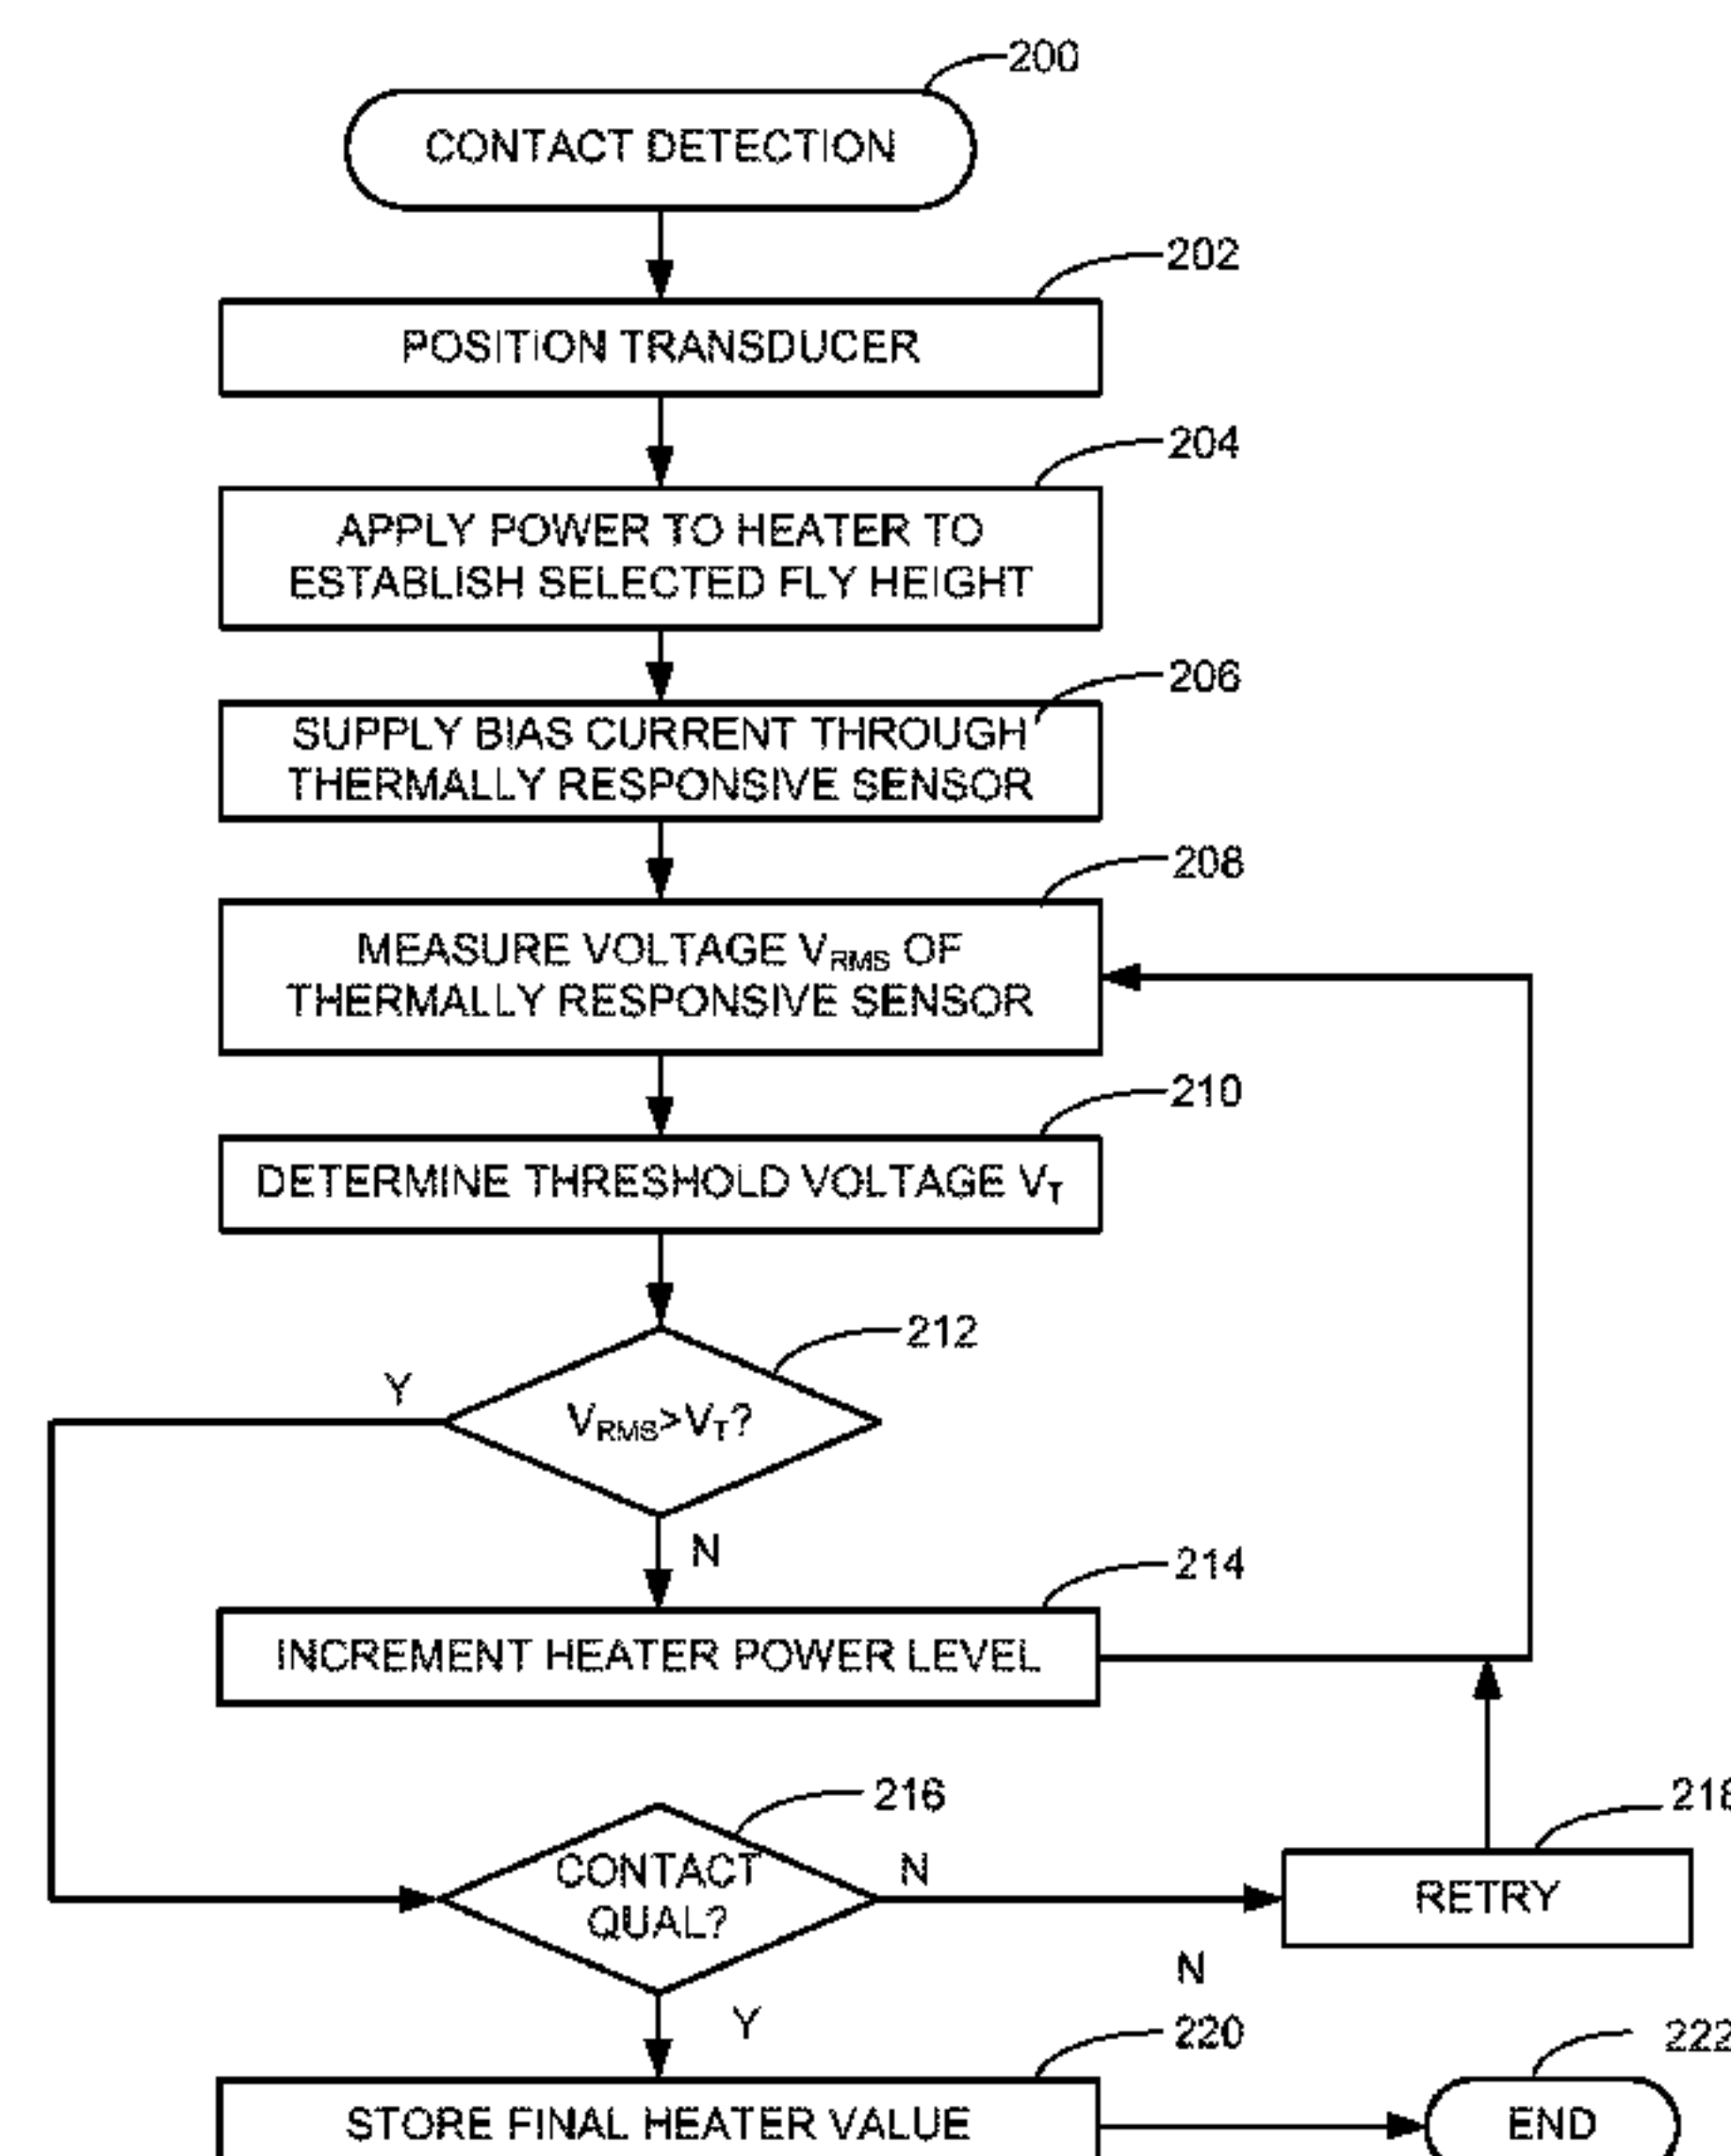 200
CONTACT DETECTION
202
POSITION TRANSDUCER
204
APPLY POWER TO HEATER TO
ESTABLISH SELECTED FLY HEIGHT
206
SUPPLY BIAS CURRENT THROUGH
THERMALLY RESPONSIVE SENSOR
208
MEASURE VOLTAGE VRMS OF
THERMALLY RESPONSIVE SENSOR
210
DETERMINE THRESHOLD VOLTAGE VT
212
Y
VRMS>VT?
N
214
INCREMENT HEATER POWER LEVEL
216
218
CONTACT
QUAL?
N
RETRY
N
Y
220
222
STORE FINAL HEATER VALUE
END